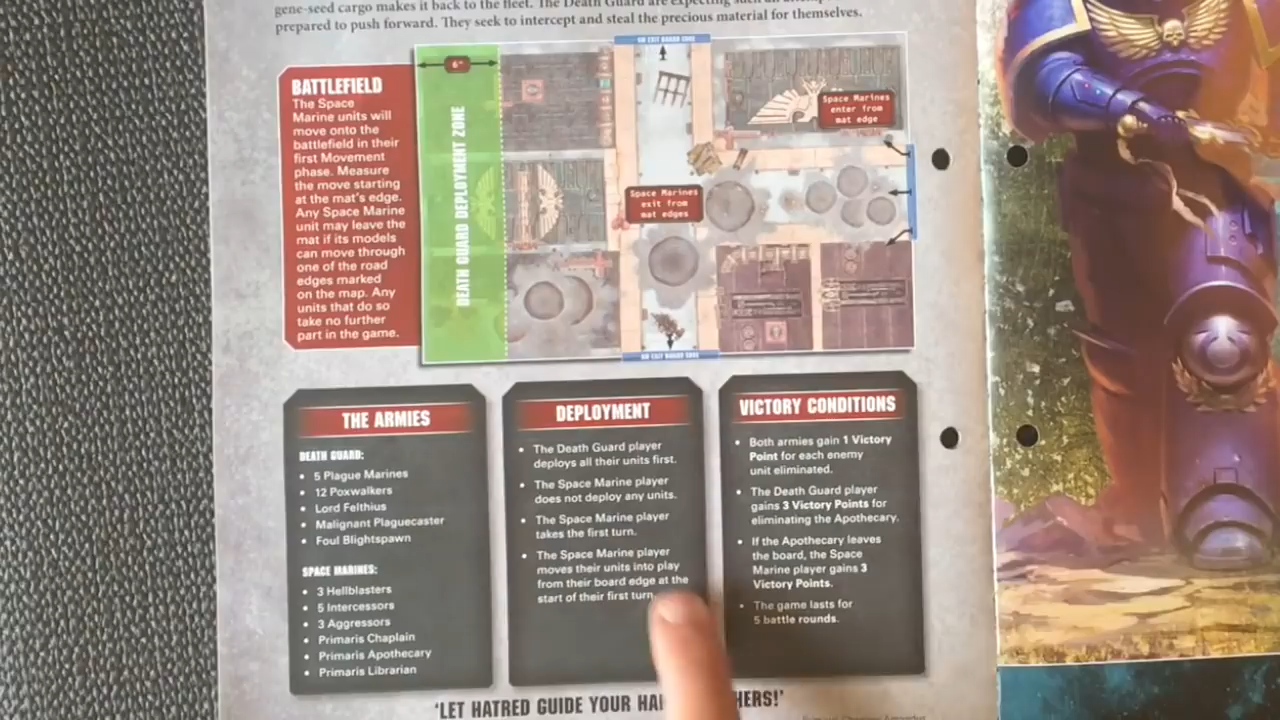 gene-seed cargo makes it back to the fleet. The Death Guard are expecting such an
prepared to push forward. They seek to intercept and steal the precious material for themselves.
BATTLEFIELD
The Space
Marine units will
move onto the
battlefield in their
first Movement
phase. Measure
the move starting
at the mat's edge.
Any Space Marine
unit may leave the
mat if its models
can move through
one of the road
edges marked
on the map. Any
units that do so
take no further
part in the game.
6"
DEATH GUARD DEPLOYMENT ZONE
SM EXIT BOARD EDGE
Space Marines
enter from
mat edge
Space Marines
exit from
mat edges
SM EXIT BOARD EDGE
THE ARMIES
DEATH GUARD:
• 5 Plague Marines
• 12 Poxwalkers
• Lord Felthius
• Malignant Plaguecaster
• Foul Blightspawn
SPACE MARINES:
• 3 Hellblasters
• 5 Intercessors
• 3 Aggressors
• Primaris Chaplain
• Primaris Apothecary
• Primaris Librarian
DEPLOYMENT
• The Death Guard player
deploys all their units first.
• The Space Marine player
does not deploy any units.
• The Space Marine player
takes the first turn.
• The Space Marine player
moves their units into play
from their board edge at the
start of their first turn.
VICTORY CONDITIONS
• Both armies gain 1 Victory
Point for each enemy
unit eliminated.
• The Death Guard player
gains 3 Victory Points for
eliminating the Apothecary.
• If the Apothecary leaves
the board, the Space
Marine player gains 3
Victory Points.
• The game lasts for
5 battle rounds.
'LET HATRED GUIDE YOUR HERS!'